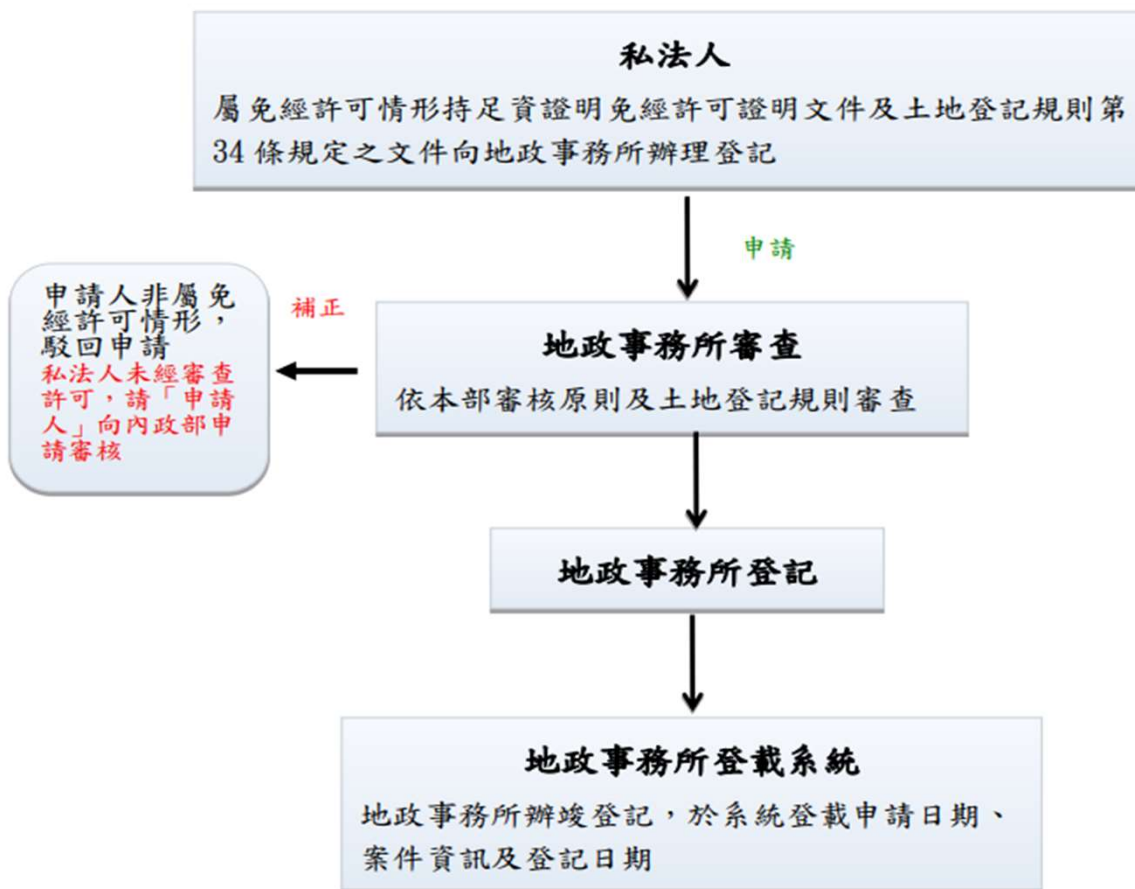 私法人
屬免經許可情形持足資證明免經許可證明文件及土地登記規則第
34 條規定之文件向地政事務所辦理登記
申請
申請人非屬免
經許可情形，
駁回申請
私法人未經審查
許可，請「申請
人」向內政部申
請審核
補正
地政事務所審查
依本部審核原則及土地登記規則審查
地政事務所登記
地政事務所登載系統
地政事務所辦竣登記，於系統登載申請日期、
案件資訊及登記日期